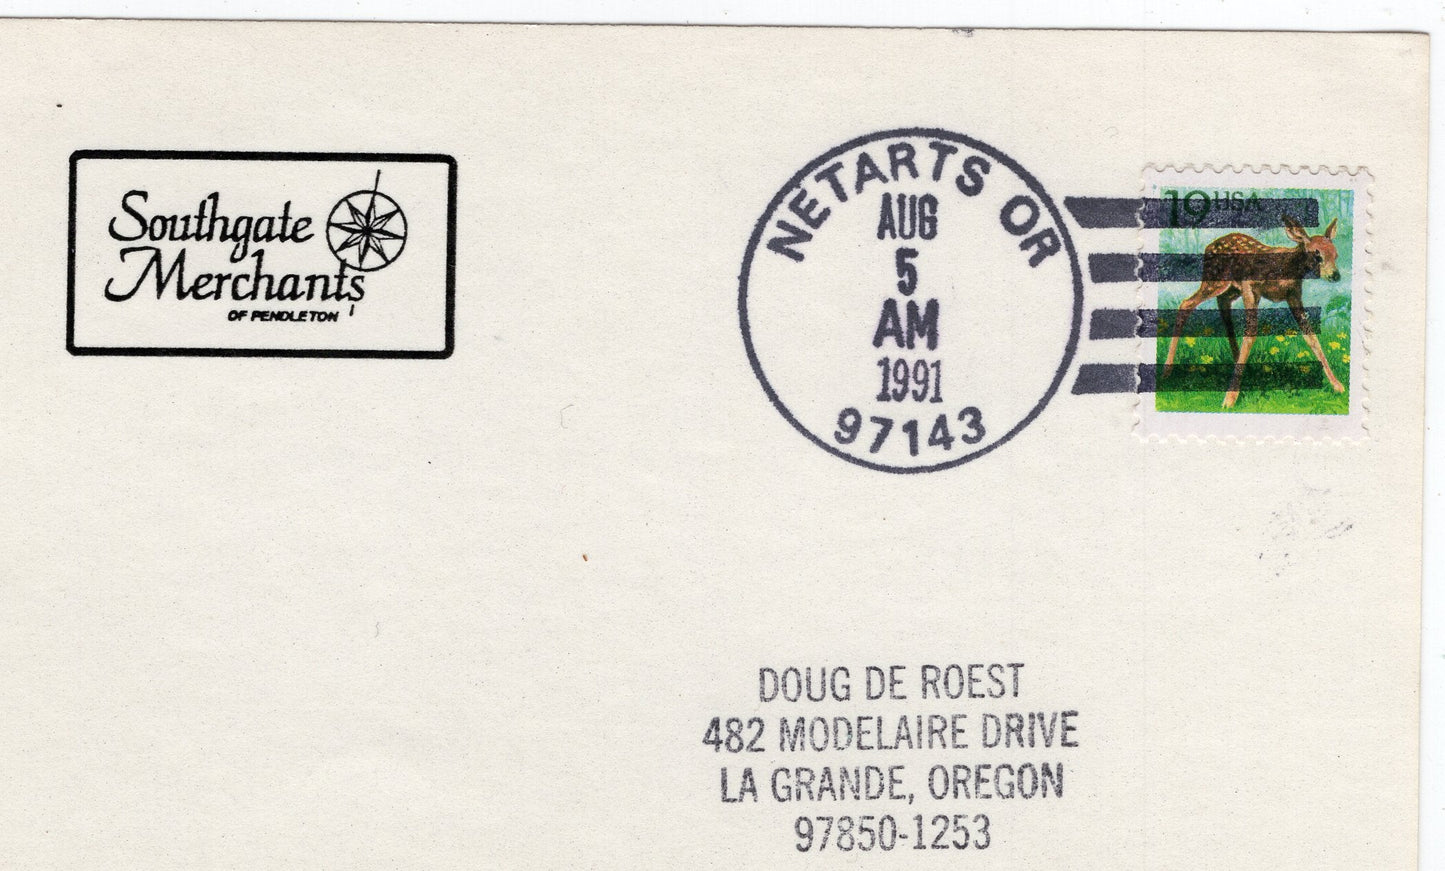 Southgate
Merchants
OF PENDLETON
NETARTS OR
AUG
5
AM
1991
97143
19 USA
DOUG DE ROEST
482 MODELAIRE DRIVE
LA GRANDE, OREGON
97850-1253